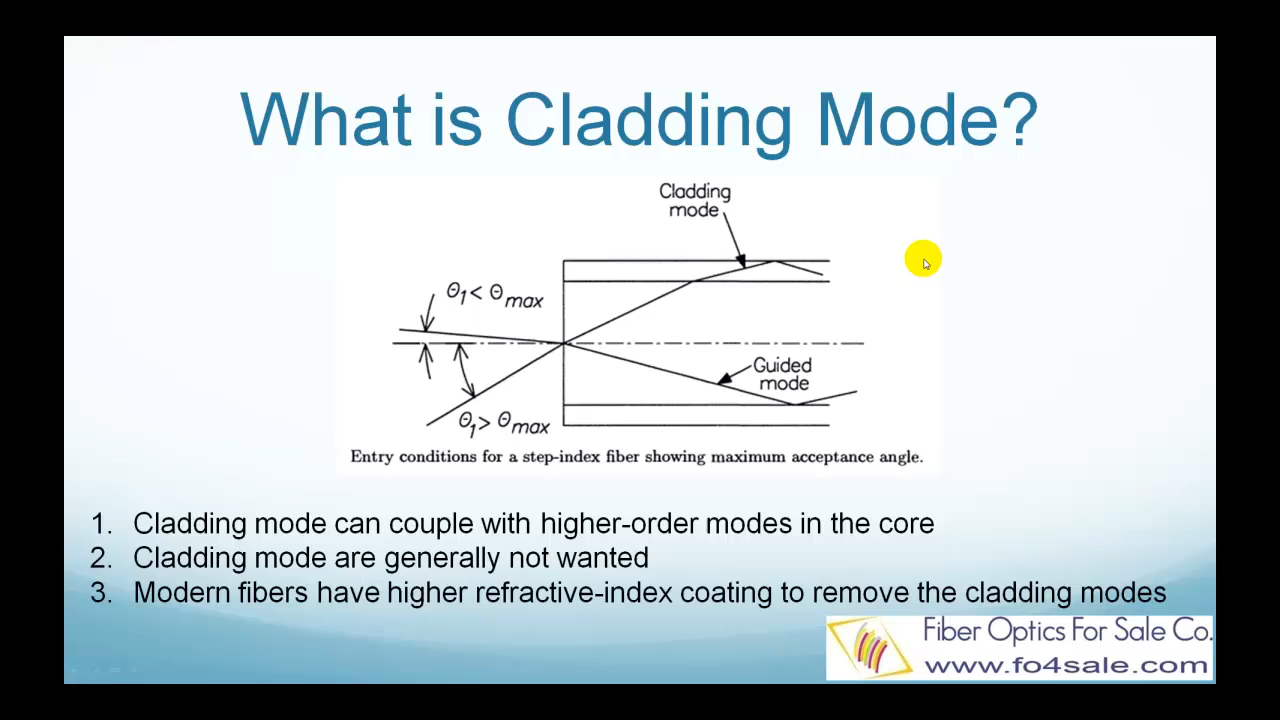 What is Cladding Mode?
Cladding
mode
Θ1 < Θmax
Guided
mode
Θ1 > Θmax
Entry conditions for a step-index fiber showing maximum acceptance angle.
1. Cladding mode can couple with higher-order modes in the core
2. Cladding mode are generally not wanted
3. Modern fibers have higher refractive-index coating to remove the cladding modes
Fiber Optics For Sale Co.
www.fo4sale.com